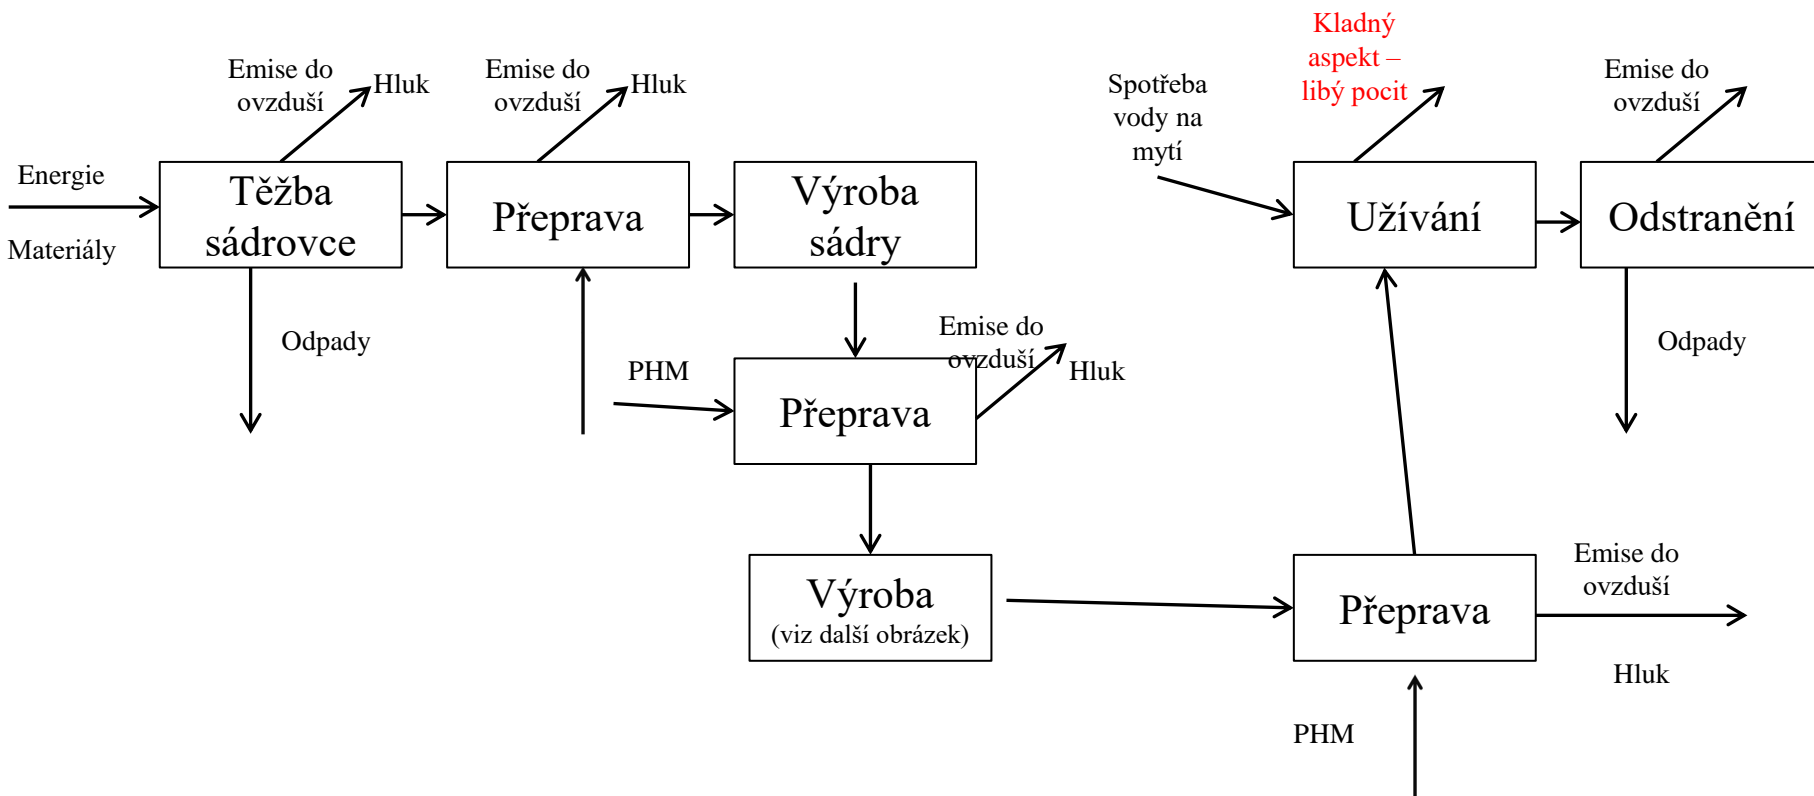 Kladný
aspekt –
libý pocit
Emise do
ovzduší
Hluk
Emise do
ovzduší
Hluk
Spotřeba
vody na
mytí
Emise do
ovzduší
Energie
Materiály
Těžba
sádrovce
Přeprava
Výroba
sádry
Užívání
Odstranění
Odpady
PHM
Emise do
ovzduší
Hluk
Odpady
Přeprava
Výroba
(viz další obrázek)
Přeprava
Emise do
ovzduší
Hluk
PHM